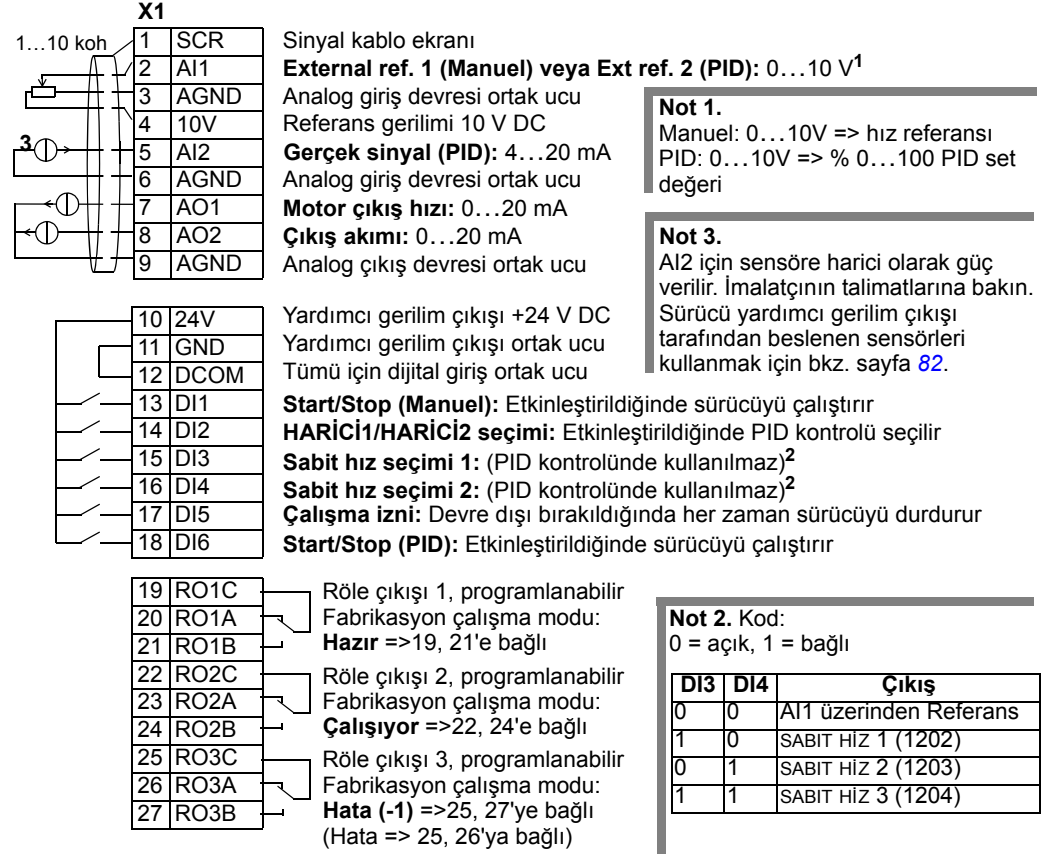 X1
1…10 koh
1 SCR Sinyal kablo ekranı
2 AI1 External ref. 1 (Manuel) veya Ext ref. 2 (PID): 0…10 V1
3 AGND Analog giriş devresi ortak ucu
4 10V Referans gerilimi 10 V DC
3
5 AI2 Gerçek sinyal (PID): 4…20 mA
6 AGND Analog giriş devresi ortak ucu
7 AO1 Motor çıkış hızı: 0…20 mA
8 AO2 Çıkış akımı: 0…20 mA
9 AGND Analog çıkış devresi ortak ucu
Not 1.
Manuel: 0…10V => hız referansı
PID: 0…10V => % 0…100 PID set
değeri
Not 3.
AI2 için sensöre harici olarak güç
verilir. İmalatçının talimatlarına bakın.
Sürücü yardımcı gerilim çıkışı
tarafından beslenen sensörleri
kullanmak için bkz. sayfa 82.
10 24V Yardımcı gerilim çıkışı +24 V DC
11 GND Yardımcı gerilim çıkışı ortak ucu
12 DCOM Tümü için dijital giriş ortak ucu
13 DI1 Start/Stop (Manuel): Etkinleştirildiğinde sürücüyü çalıştırır
14 DI2 HARİCİ1/HARİCİ2 seçimi: Etkinleştirildiğinde PID kontrolü seçilir
15 DI3 Sabit hız seçimi 1: (PID kontrolünde kullanılmaz)2
16 DI4 Sabit hız seçimi 2: (PID kontrolünde kullanılmaz)2
17 DI5 Çalışma izni: Devre dışı bırakıldığında her zaman sürücüyü durdurur
18 DI6 Start/Stop (PID): Etkinleştirildiğinde sürücüyü çalıştırır
19 RO1C Röle çıkışı 1, programlanabilir
20 RO1A Fabrikasyon çalışma modu:
21 RO1B Hazır =>19, 21'e bağlı
22 RO2C Röle çıkışı 2, programlanabilir
23 RO2A Fabrikasyon çalışma modu:
24 RO2B Çalışıyor =>22, 24'e bağlı
25 RO3C Röle çıkışı 3, programlanabilir
26 RO3A Fabrikasyon çalışma modu:
27 RO3B Hata (-1) =>25, 27'ye bağlı
(Hata => 25, 26'ya bağlı)
Not 2. Kod:
0 = açık, 1 = bağlı
DI3 DI4 Çıkış
0 0 AI1 üzerinden Referans
1 0 SABIT HİZ 1 (1202)
0 1 SABIT HİZ 2 (1203)
1 1 SABIT HİZ 3 (1204)